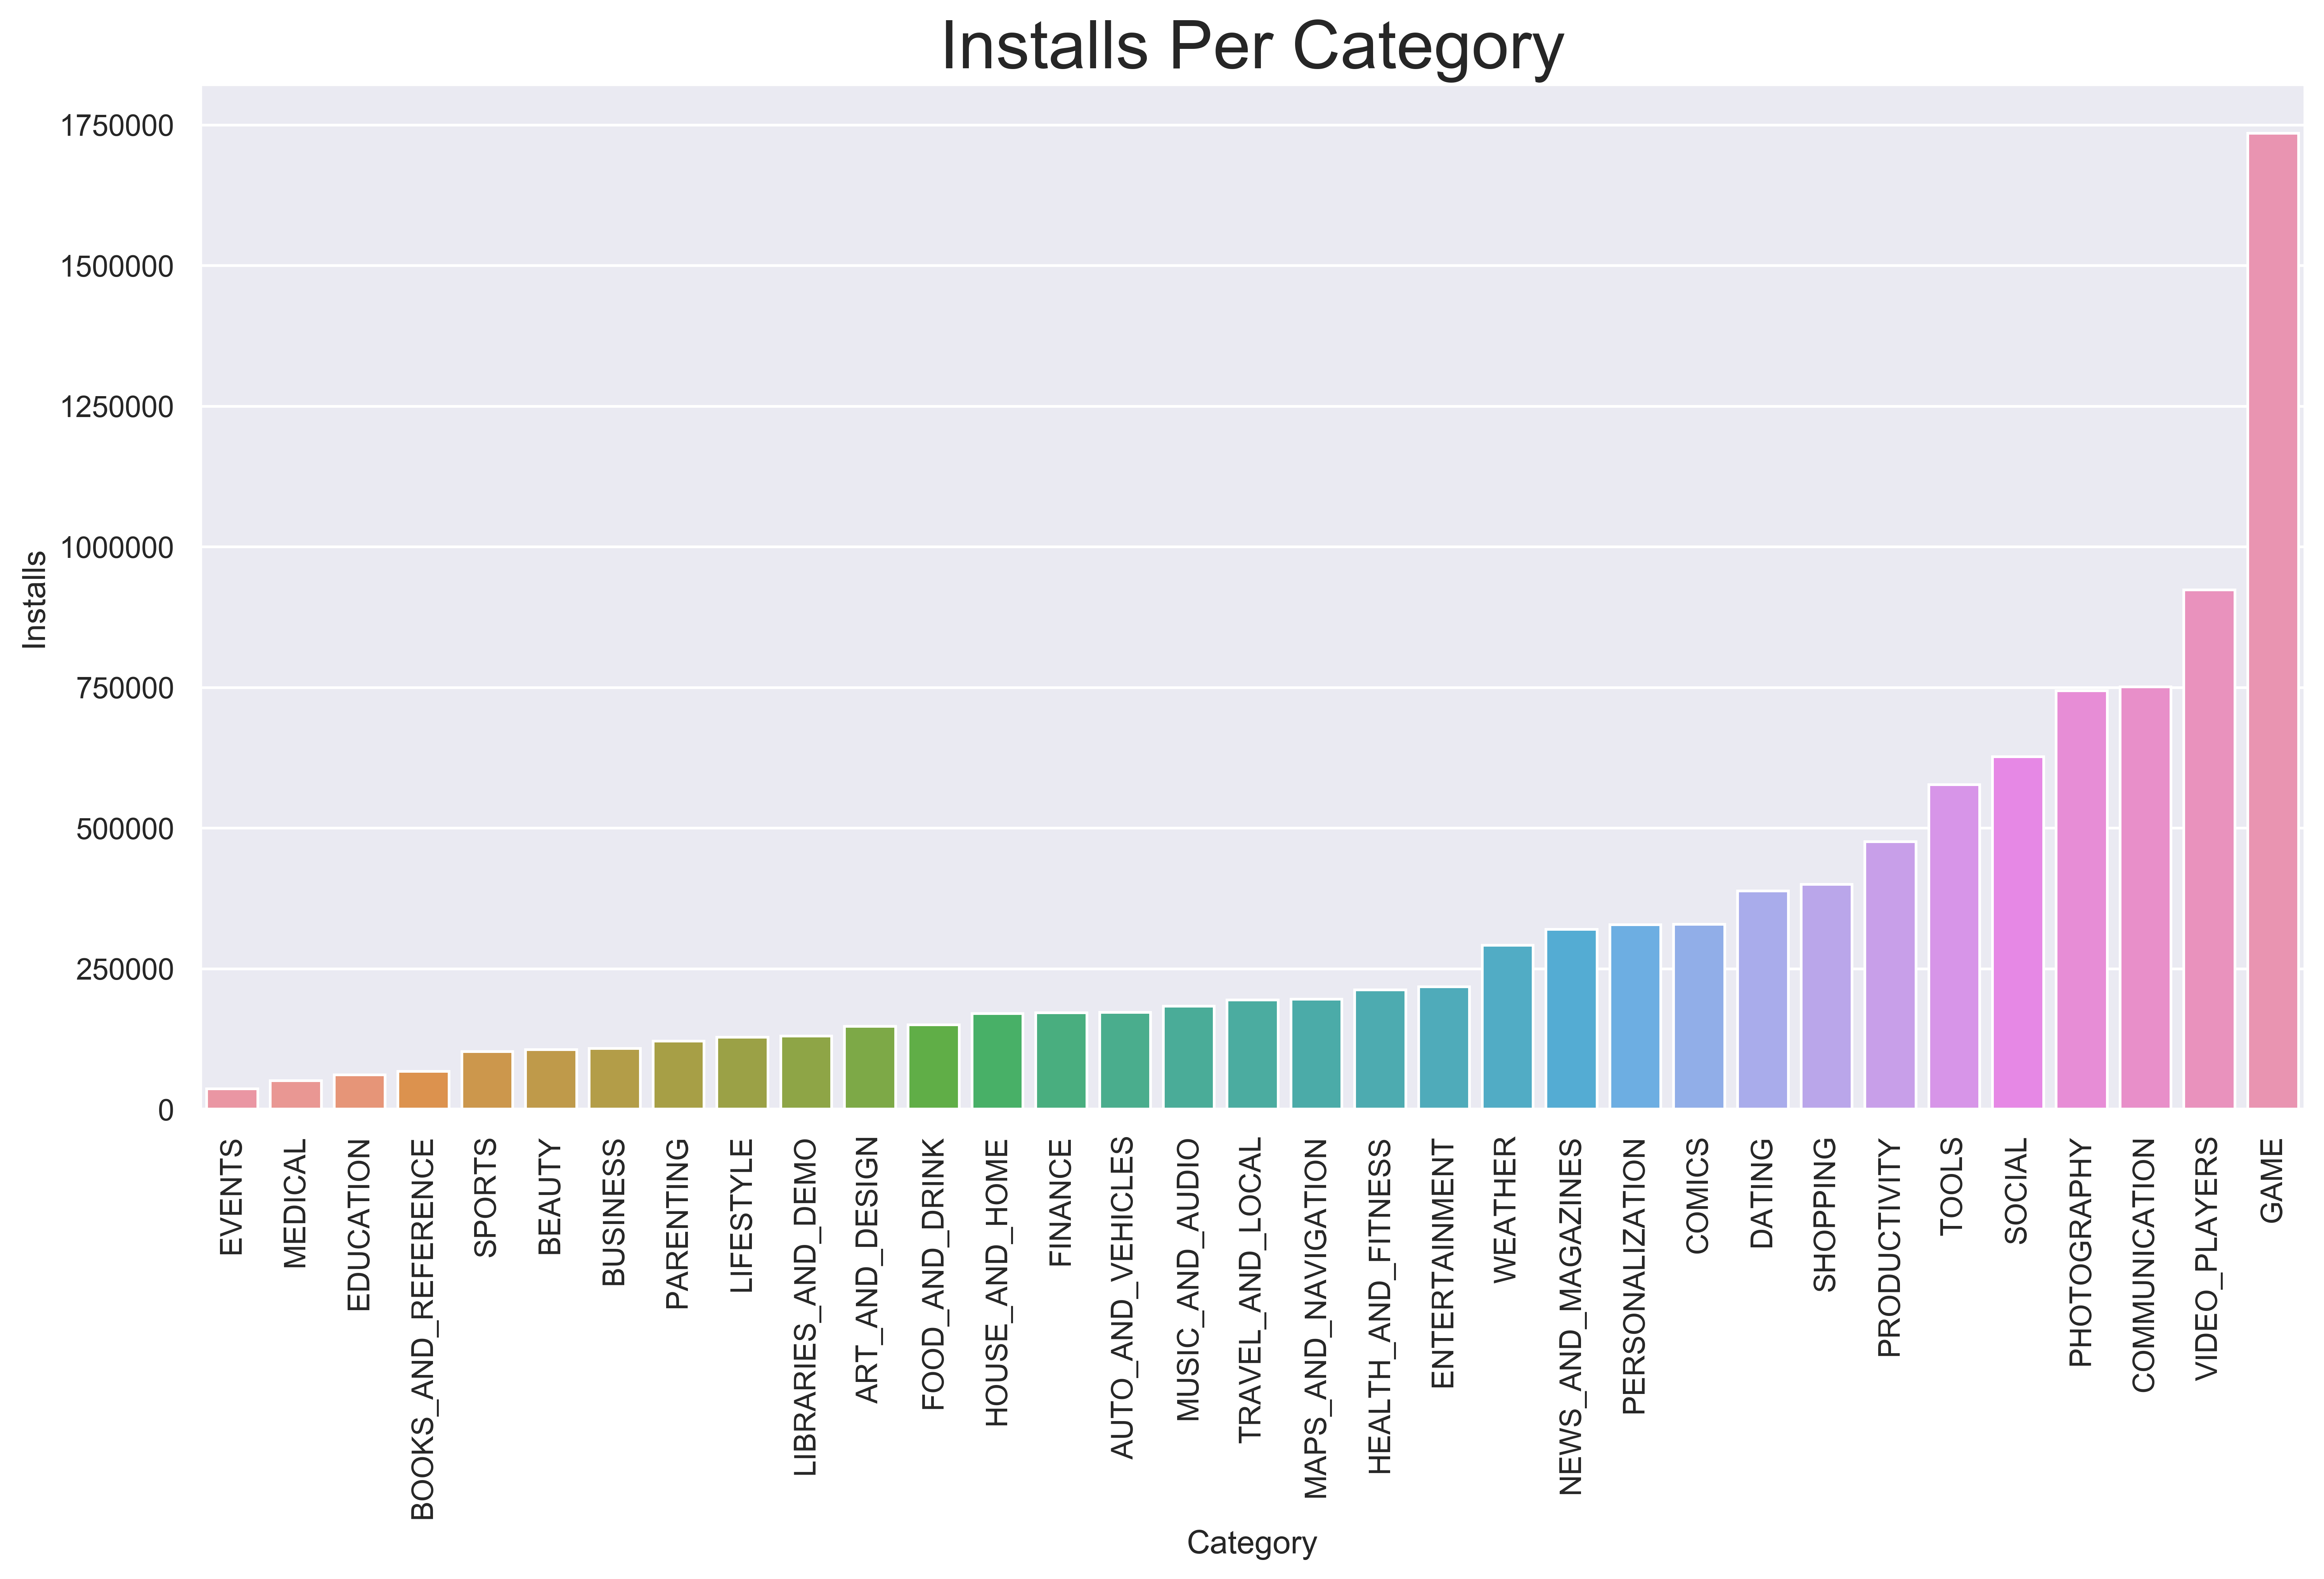 Installs Per Category
1750000
1500000
1250000
1000000
750000
500000
250000
0
Installs
EVENTS
MEDICAL
EDUCATION
BOOKS_AND_REFERENCE
SPORTS
BEAUTY
BUSINESS
PARENTING
LIFESTYLE
LIBRARIES_AND_DEMO
ART_AND_DESIGN
FOOD_AND_DRINK
HOUSE_AND_HOME
FINANCE
AUTO_AND_VEHICLES
MUSIC_AND_AUDIO
TRAVEL_AND_LOCAL
MAPS_AND_NAVIGATION
HEALTH_AND_FITNESS
ENTERTAINMENT
WEATHER
NEWS_AND_MAGAZINES
PERSONALIZATION
COMICS
DATING
SHOPPING
PRODUCTIVITY
TOOLS
SOCIAL
PHOTOGRAPHY
COMMUNICATION
VIDEO_PLAYERS
GAME
Category